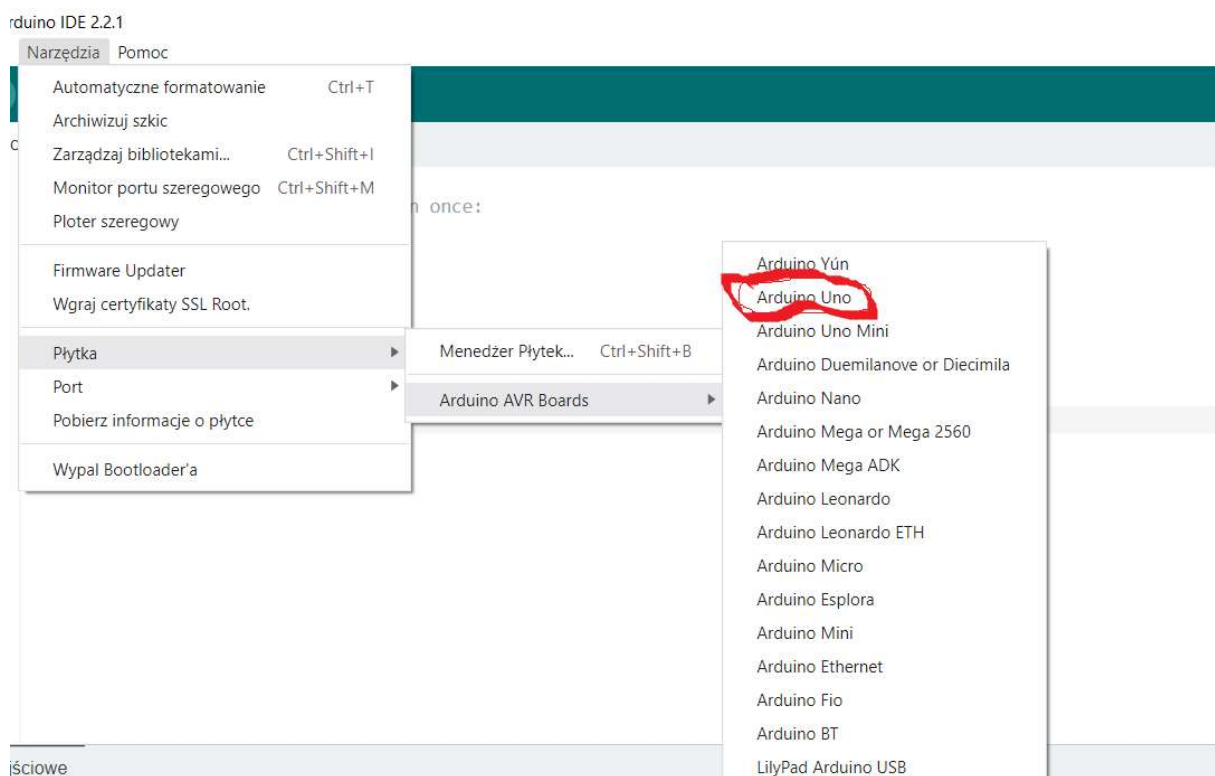 rduino IDE 2.2.1
Narzędzia Pomoc
Automatyczne formatowanie Ctrl+T
Archiwizuj szkic
Zarządzaj bibliotekami... Ctrl+Shift+I
Monitor portu szeregowego Ctrl+Shift+M
Ploter szeregowy
Firmware Updater
Wgraj certyfikaty SSL Root.
Płytka
Port
Pobierz informacje o płytce
Wypal Bootloader'a
once:
Menedżer Płytek... Ctrl+Shift+B
Arduino AVR Boards
Arduino Yún
Arduino Uno
Arduino Uno Mini
Arduino Duemilanove or Diecimila
Arduino Nano
Arduino Mega or Mega 2560
Arduino Mega ADK
Arduino Leonardo
Arduino Leonardo ETH
Arduino Micro
Arduino Esplora
Arduino Mini
Arduino Ethernet
Arduino Fio
Arduino BT
LilyPad Arduino USB
jściowe